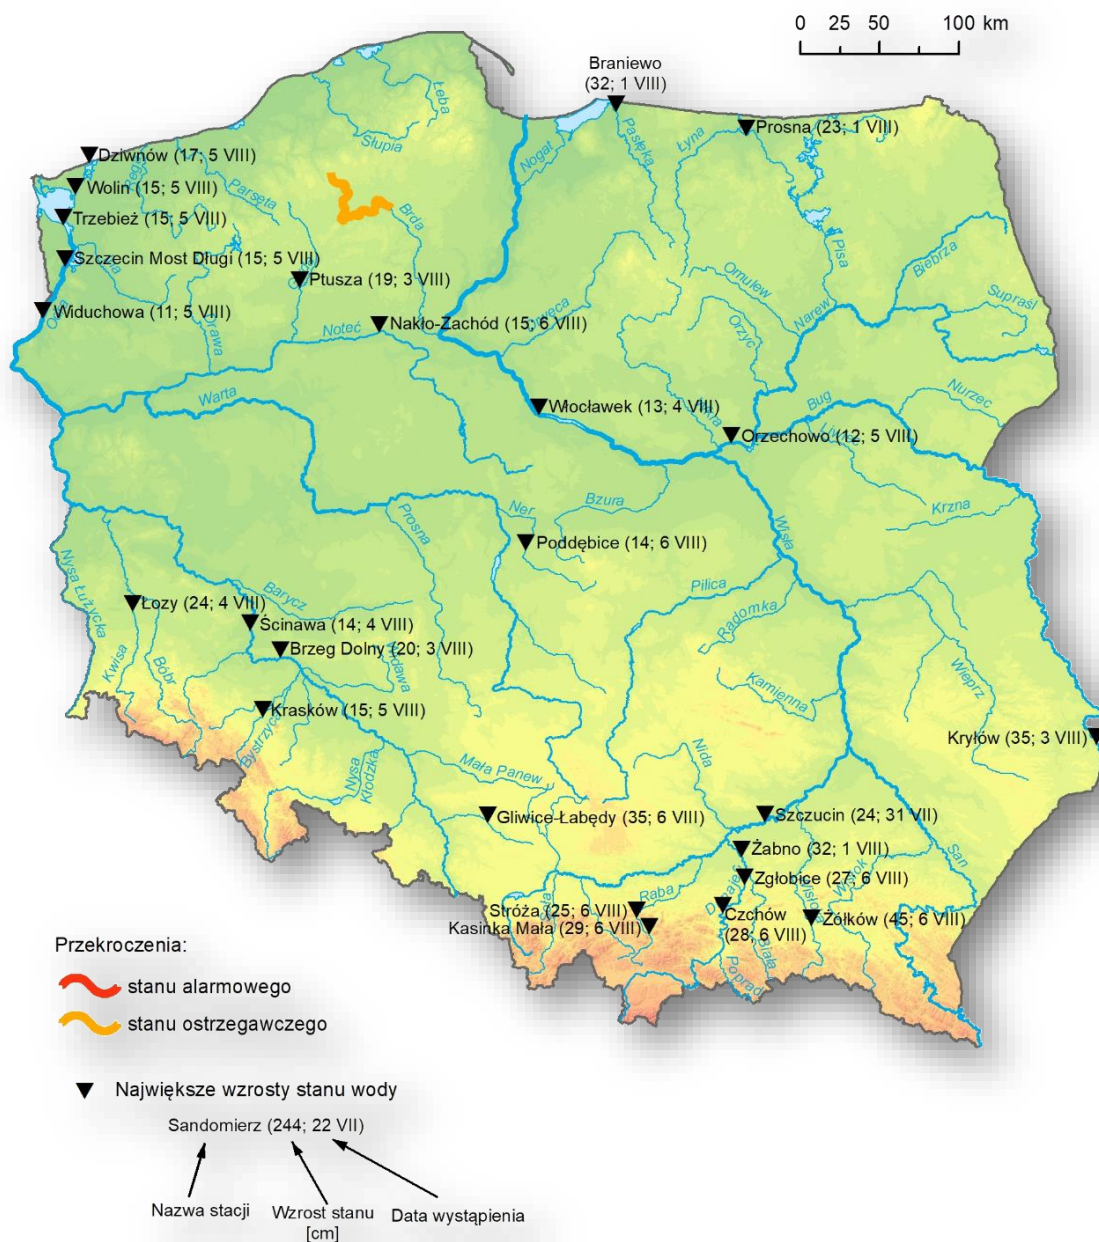 0 25 50 100 km
Braniewo
(32; 1 VIII)
Prosna (23; 1 VIII)
Łeba
Słupia
Nogat
Pasłęka
Łyna
Dziwnów (17; 5 VIII)
Wolin (15; 5 VIII)
Parsęta
Trzebież (15; 5 VIII)
Brda
Szczecin Most Długi (15; 5 VIII)
Ptusza (19; 3 VIII)
Pisa
Biebrza
Omulew
Supraśl
Widuchowa (11; 5 VIII)
Drawa
Noteć
Nakło-Zachód (15; 6 VIII)
Orzyc
Narew
Warta
Włocławek (13; 4 VIII)
Bug
Nurzec
Orzechowo (12; 5 VIII)
Ner
Bzura
Krzna
Prosna
Wisła
Poddębice (14; 6 VIII)
Nysa Łużycka
Pilica
Barycz
Łozy (24; 4 VIII)
Ścinawa (14; 4 VIII)
Radomka
Brzeg Dolny (20; 3 VIII)
Kwisa
Bóbr
Wieprz
Kamienna
Krasków (15; 5 VIII)
Bystrzyca
Kryłów (35; 3 VIII)
Nida
Nysa
Kłodzka
Mała Panew
Gliwice-Łabędy (35; 6 VIII)
Szczucin (24; 31 VII)
Żabno (32; 1 VIII)
San
Zgłobice (27; 6 VIII)
Raba
Stróża (25; 6 VIII)
Czchów
(28; 6 VIII)
Żółków (45; 6 VIII)
Kasinka Mała (29; 6 VIII)
Biała
Poprad
Przekroczenia:
stanu alarmowego
stanu ostrzegawczego
Największe wzrosty stanu wody
Sandomierz (244; 22 VII)
Nazwa stacji
Wzrost stanu
[cm]
Data wystąpienia